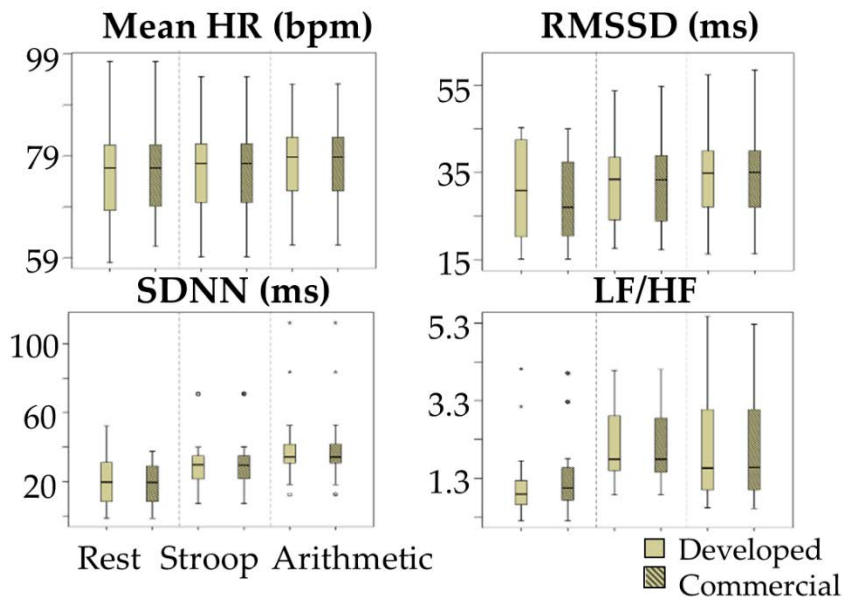 Mean HR (bpm)
99
79
59
RMSSD (ms)
55
35
15
SDNN (ms)
100
60
20
LF/HF
5.3
3.3
1.3
Rest Stroop Arithmetic
Developed
Commercial